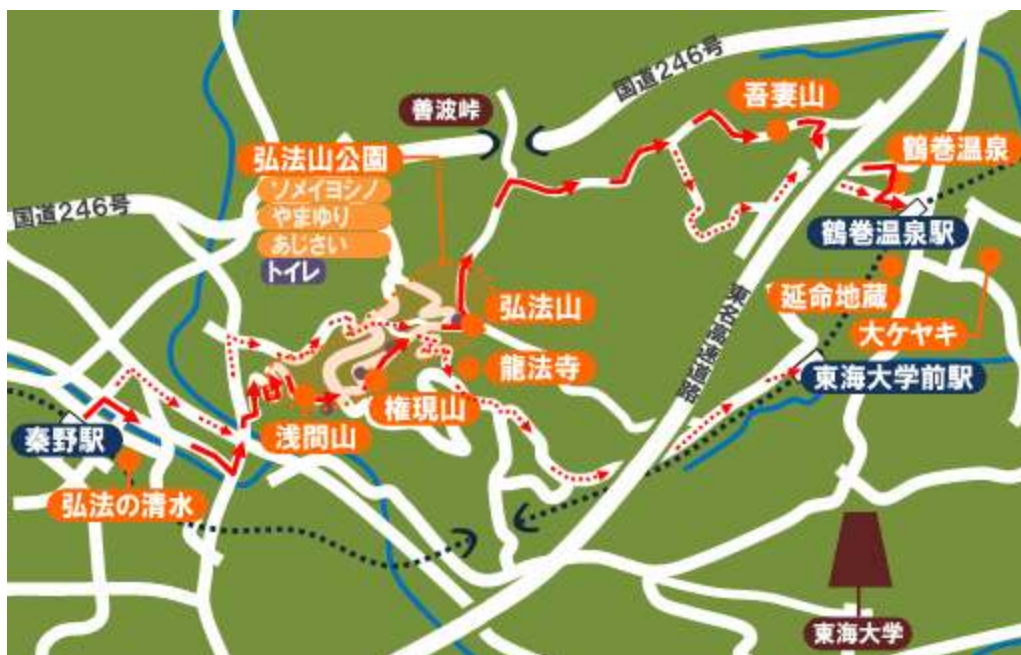 国道246号
善波峠
吾妻山
弘法山公園
ソメイヨシノ
やまゆり
あじさい
トイレ
鶴巻温泉
国道246号
鶴巻温泉駅
延命地蔵
大ケヤキ
弘法山
東名高速道路
龍法寺
東海大学前駅
権現山
浅間山
秦野駅
弘法の清水
東海大学